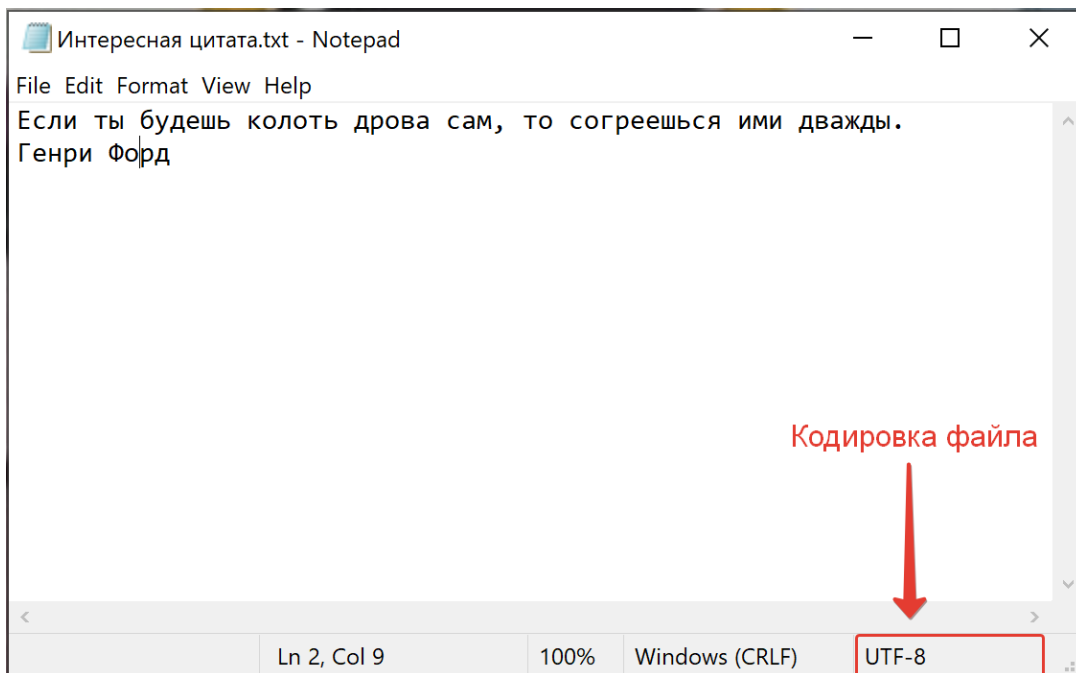 Интересная цитата.txt - Notepad
File Edit Format View Help
Если ты будешь колоть дрова сам, то согреешься ими дважды.
Генри Форд
Кодировка файла
Ln 2, Col 9 100% Windows (CRLF) UTF-8